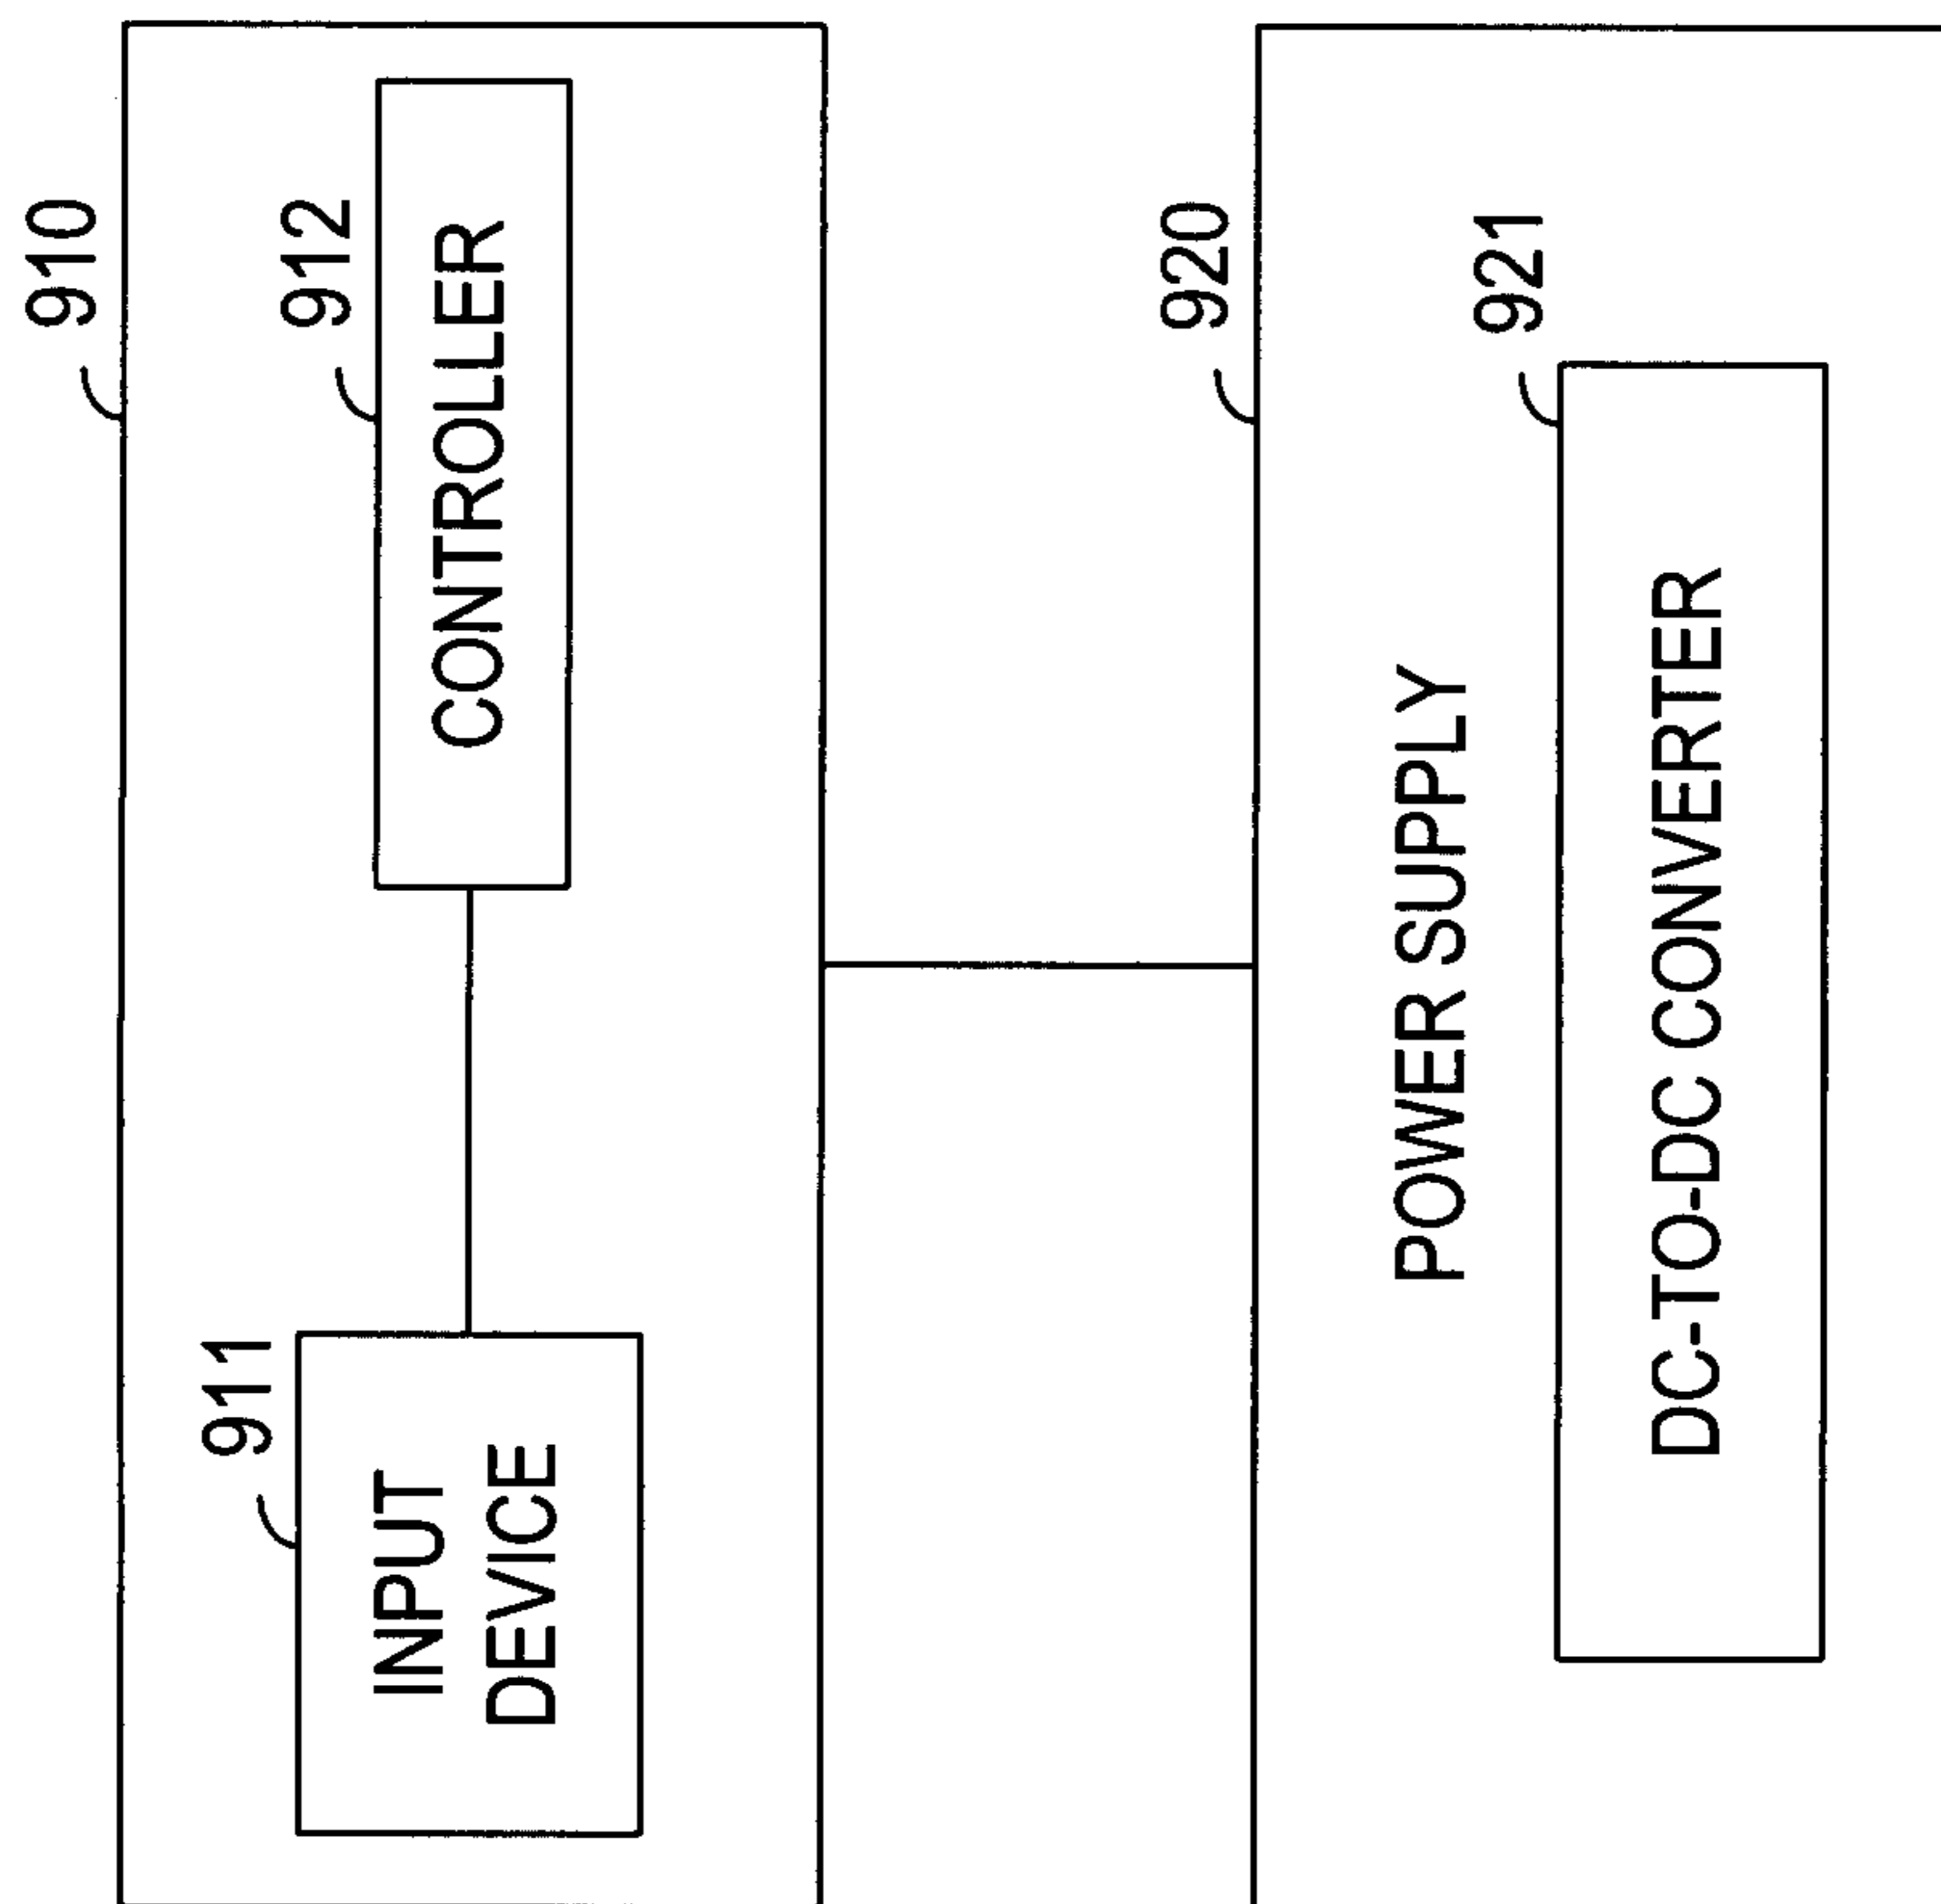 910
911
INPUT
DEVICE
912
CONTROLLER
920
POWER SUPPLY
921
DC-TO-DC CONVERTER